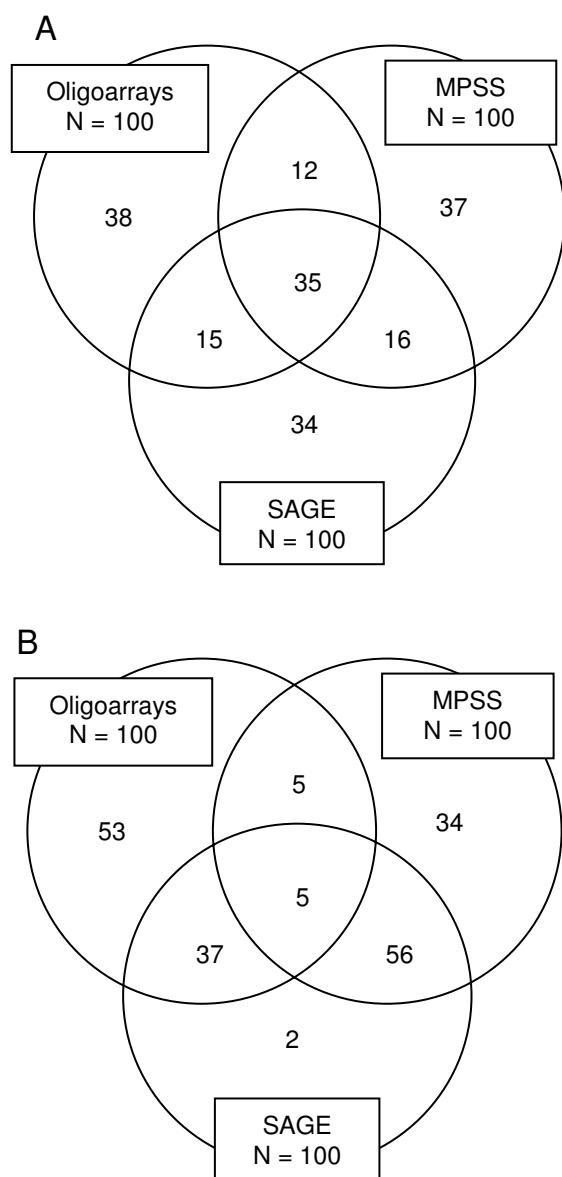 A
Oligoarrays
N = 100
MPSS
N = 100
12
38
37
35
15
16
34
SAGE
N = 100
B
Oligoarrays
N = 100
MPSS
N = 100
5
53
34
5
37
56
2
SAGE
N = 100